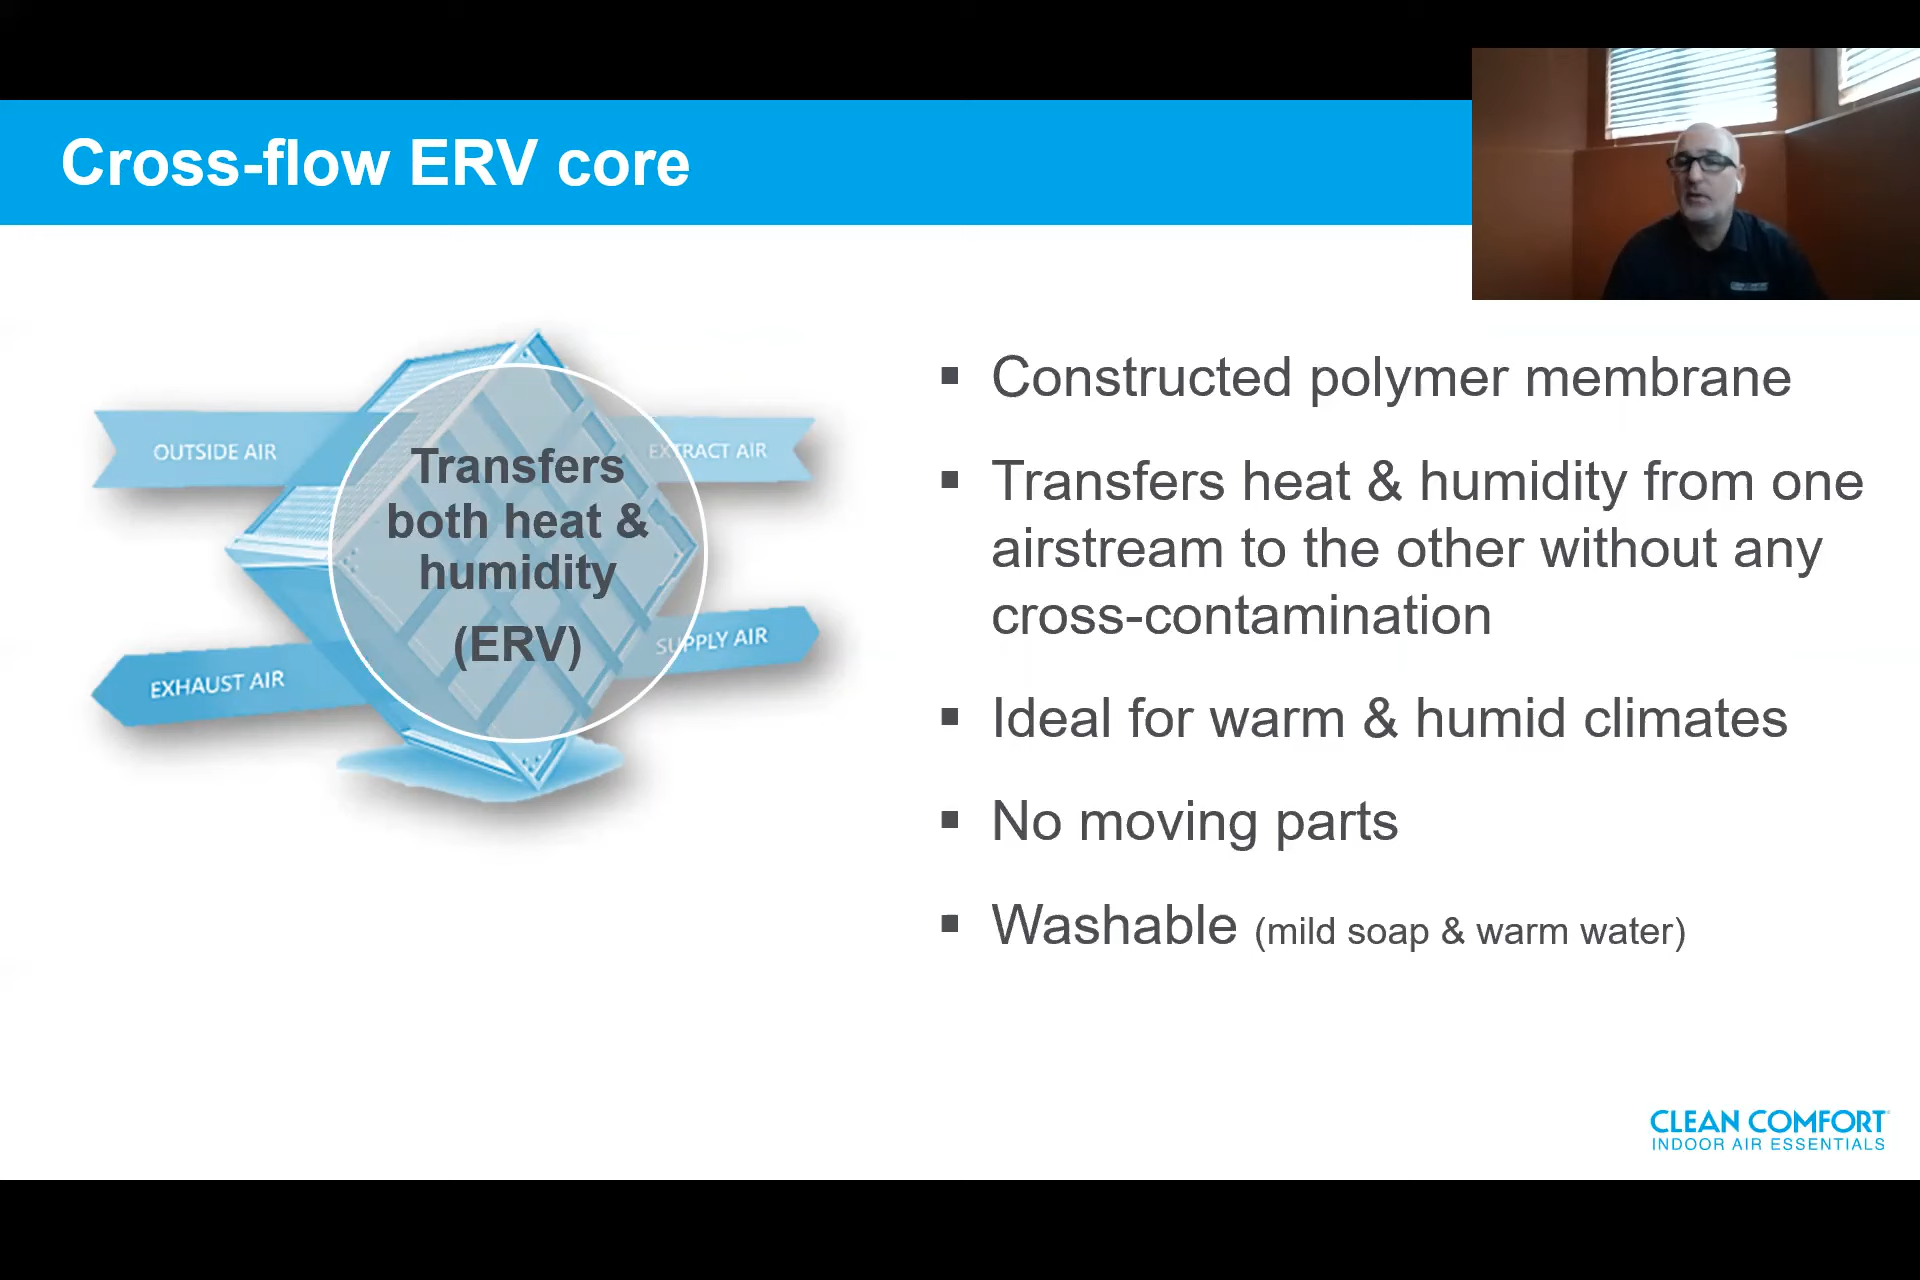 Cross-flow ERV core
OUTSIDE AIR
EXTRACT AIR
Transfers
both heat &
humidity
(ERV)
EXHAUST AIR
SUPPLY AIR
▪ Constructed polymer membrane
▪ Transfers heat & humidity from one
airstream to the other without any
cross-contamination
▪ Ideal for warm & humid climates
▪ No moving parts
▪ Washable (mild soap & warm water)
CLEAN COMFORT
INDOOR AIR ESSENTIALS